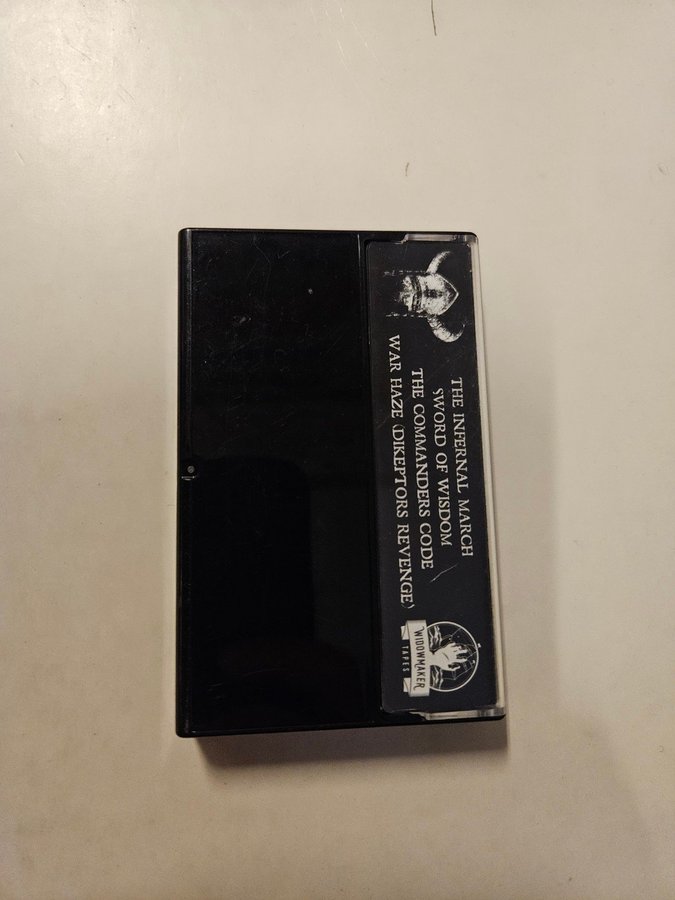 THE INFERNAL MARCH
SWORD OF WISDOM
THE COMMANDERS CODE
WAR HAZE (DIKEPTORS REVENGE)
WIDOWMAKER
TAPES